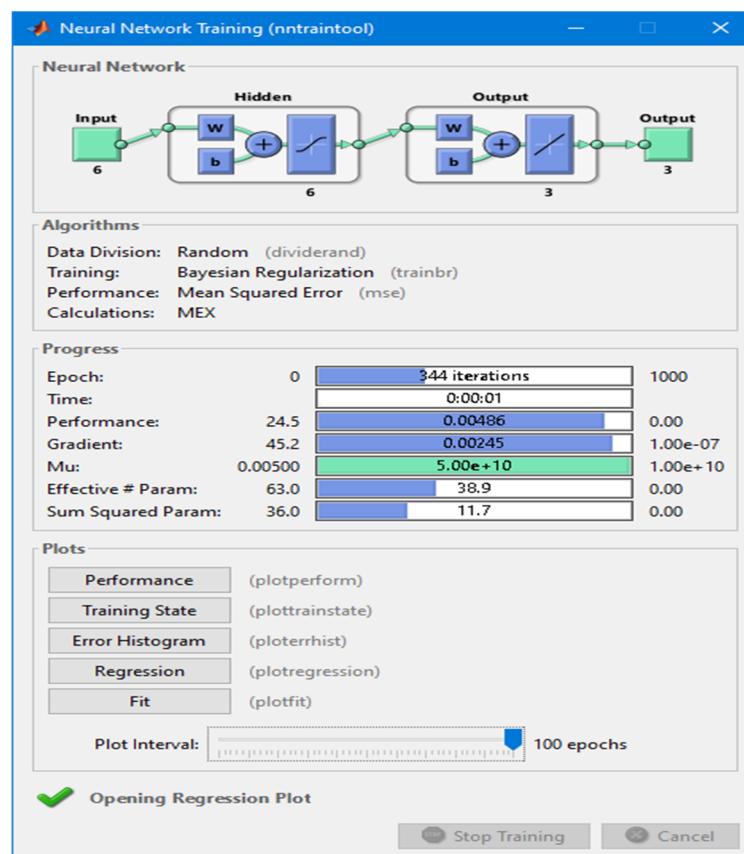 Neural Network Training (nntraintool)
Neural Network
Hidden Output
Input Output
W W
b b
+ +
6 3
6 3
Algorithms
Data Division: Random (dividerand)
Training: Bayesian Regularization (trainbr)
Performance: Mean Squared Error (mse)
Calculations: MEX
Progress
Epoch: 0 344 iterations 1000
Time: 0:00:01
Performance: 24.5 0.00486 0.00
Gradient: 45.2 0.00245 1.00e-07
Mu: 0.00500 5.00e+10 1.00e+10
Effective # Param: 63.0 38.9 0.00
Sum Squared Param: 36.0 11.7 0.00
Plots
Performance (plotperform)
Training State (plottrainstate)
Error Histogram (ploterrhist)
Regression (plotregression)
Fit (plotfit)
Plot Interval: 100 epochs
Opening Regression Plot
Stop Training Cancel